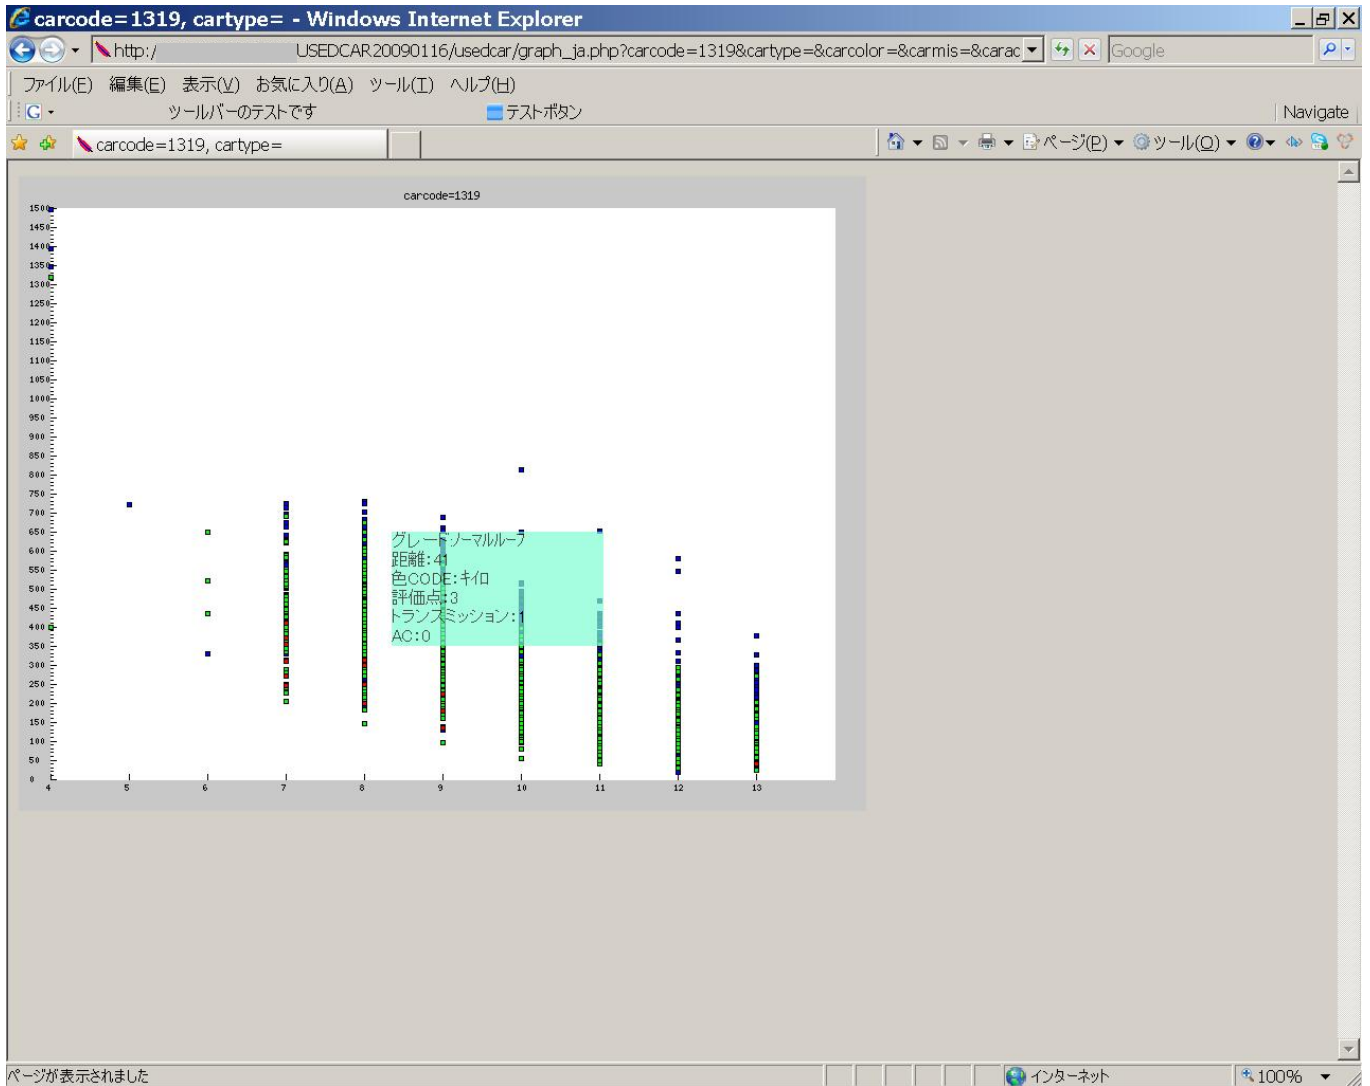 carcode=1319, cartype= - Windows Internet Explorer
http:/ USEDCAR20090116/usedcar/graph_ja.php?carcode=1319&cartype=&carcolor=&carmis=&carac
Google
ファイル(F) 編集(E) 表示(V) お気に入り(A) ツール(T) ヘルプ(H)
G ツールバーのテストです テストボタン Navigate
carcode=1319, cartype= ページ(P) ツール(O)
carcode=1319
1500
1450
1400
1350
1300
1250
1200
1150
1100
1050
1000
950
900
850
800
750
700
650
600
550
500
450
400
350
300
250
200
150
100
50
0
グレードノーマルルーフ
距離:41
色CODE:キイロ
評価点:3
トランスミッション:1
AC:0
4 5 6 7 8 9 10 11 12 13
ページが表示されました インターネット 100%